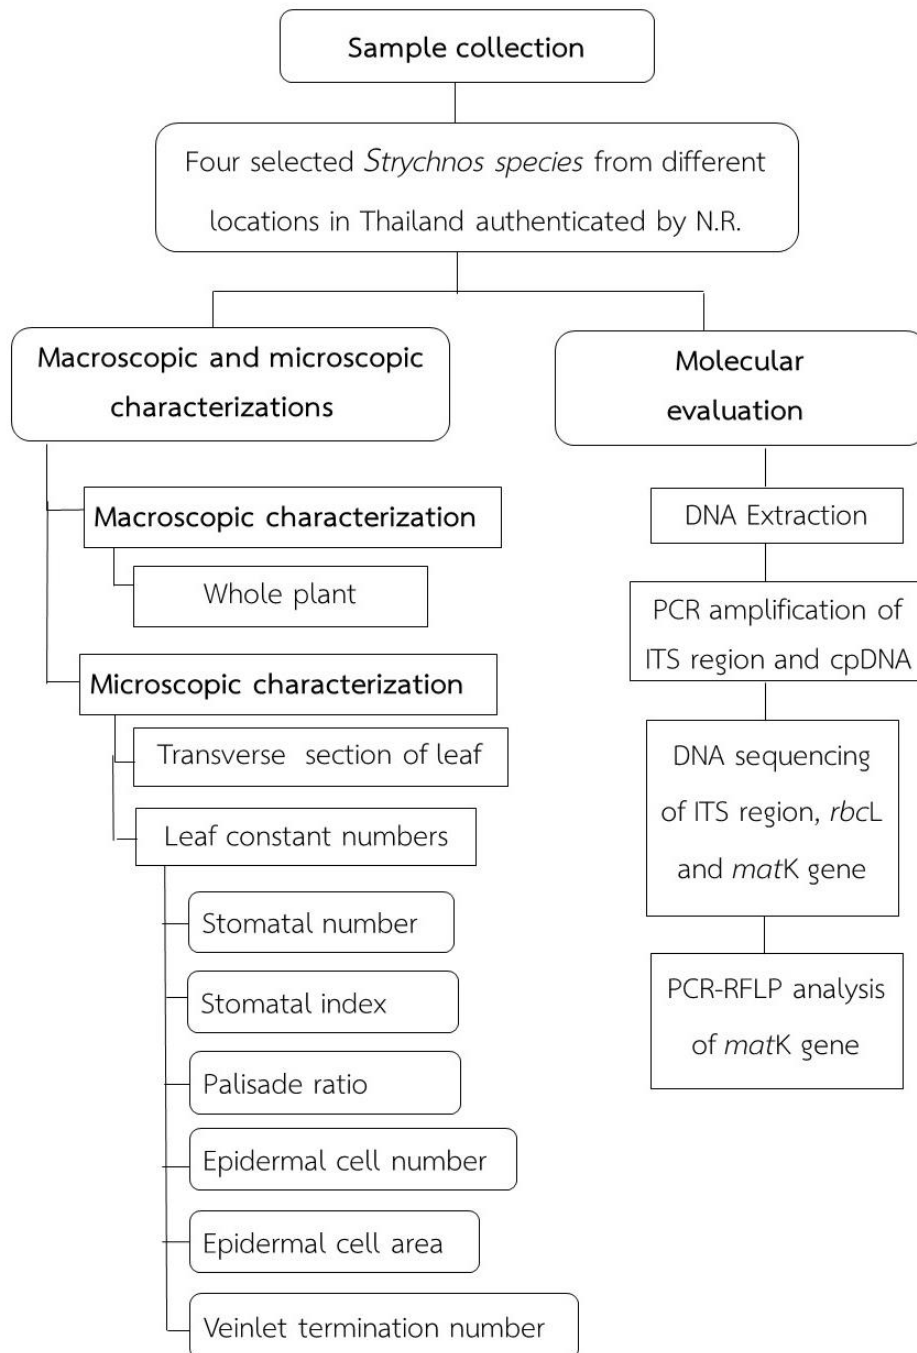 Sample collection
Four selected Strychnos species from different
locations in Thailand authenticated by N.R.
Macroscopic and microscopic
characterizations
Macroscopic characterization
Whole plant
Microscopic characterization
Transverse section of leaf
Leaf constant numbers
Stomatal number
Stomatal index
Palisade ratio
Epidermal cell number
Epidermal cell area
Veinlet termination number
Molecular
evaluation
DNA Extraction
PCR amplification of
ITS region and cpDNA
DNA sequencing
of ITS region, rbcL
and matK gene
PCR-RFLP analysis
of matK gene